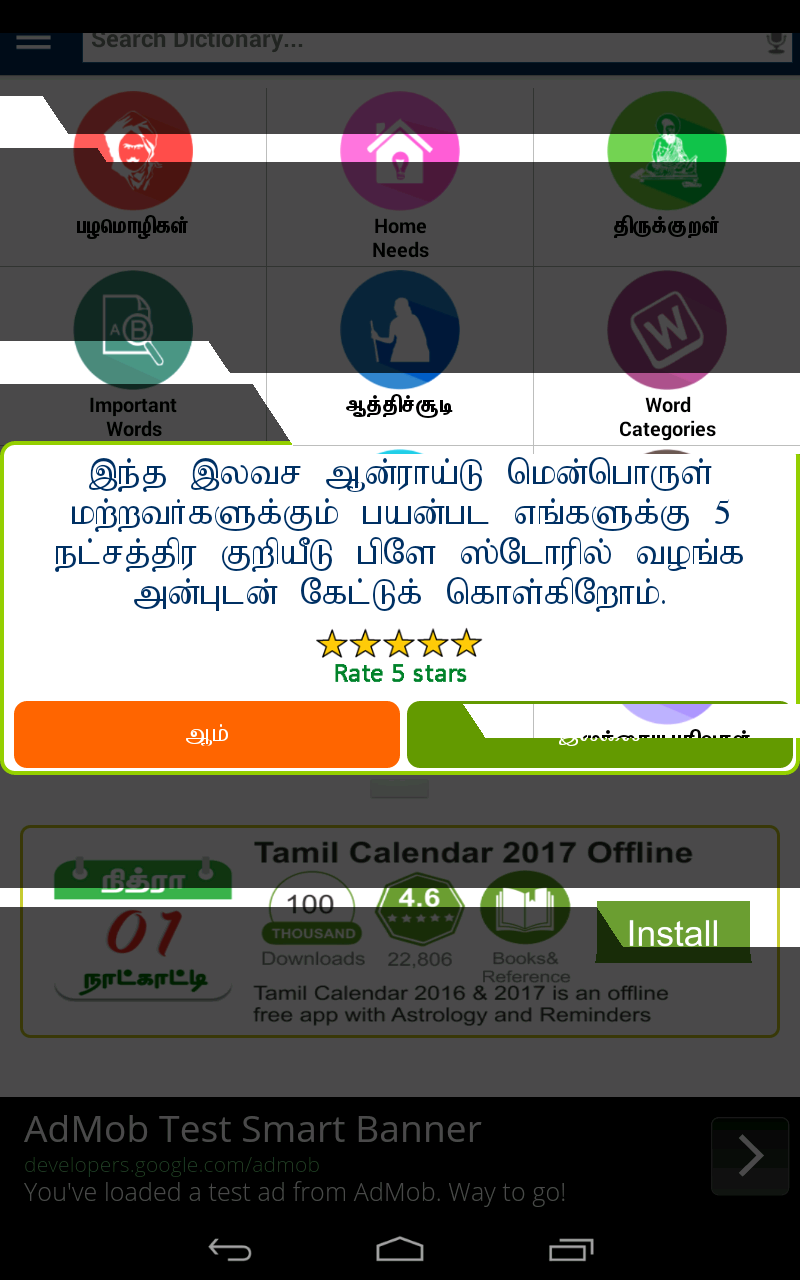 Search Dictionary...
பழமொழிகள்
Home
Needs
திருக்குறள்
A B
W
Important
Words
ஆத்திச்சூடி
Word
Categories
இந்த இலவச ஆன்ராய்டு மென்பொருள்
மற்றவர்களுக்கும் பயன்பட எங்களுக்கு 5
நட்சத்திர குறியீடு பிளே ஸ்டோரில் வழங்க
அன்புடன் கேட்டுக் கொள்கிறோம்.
Rate 5 stars
ஆம்
நித்ரா
01
நாட்காட்டி
Tamil Calendar 2017 Offline
100
THOUSAND
Downloads
4.6
22,806
Books&
Reference
Install
Tamil Calendar 2016 & 2017 is an offline
free app with Astrology and Reminders
AdMob Test Smart Banner
developers.google.com/admob
You've loaded a test ad from AdMob. Way to go!